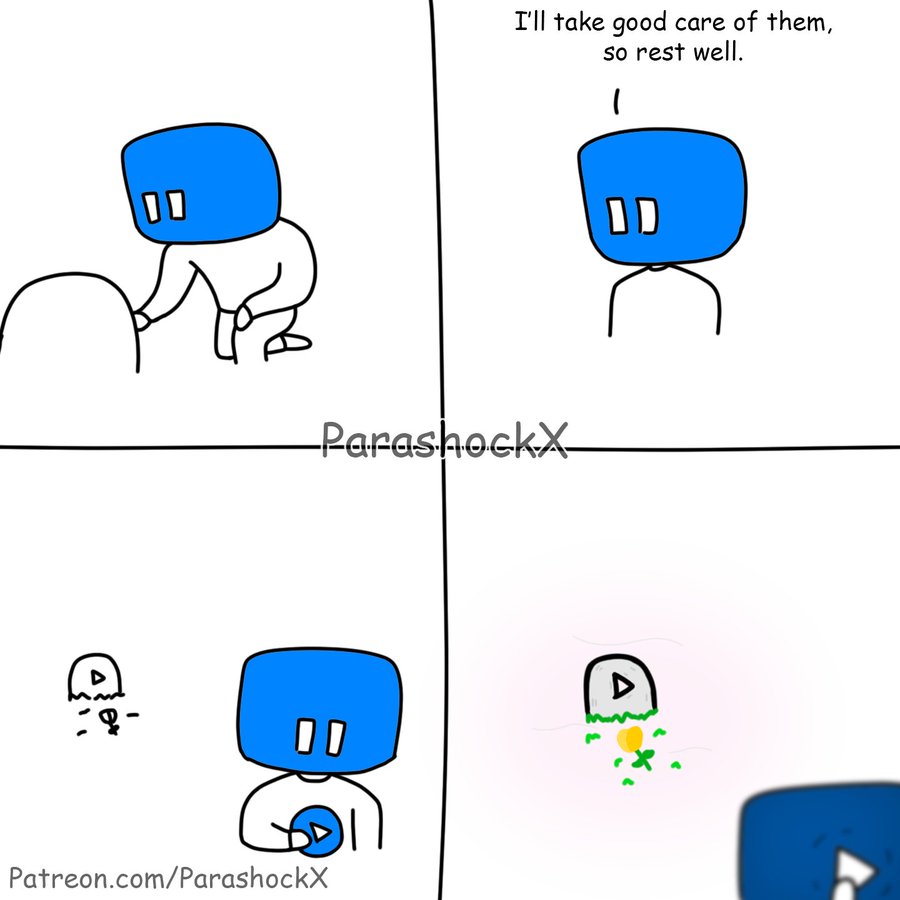 I'll take good care of them,
so rest well.
ParashockX
Patreon.com/ParashockX